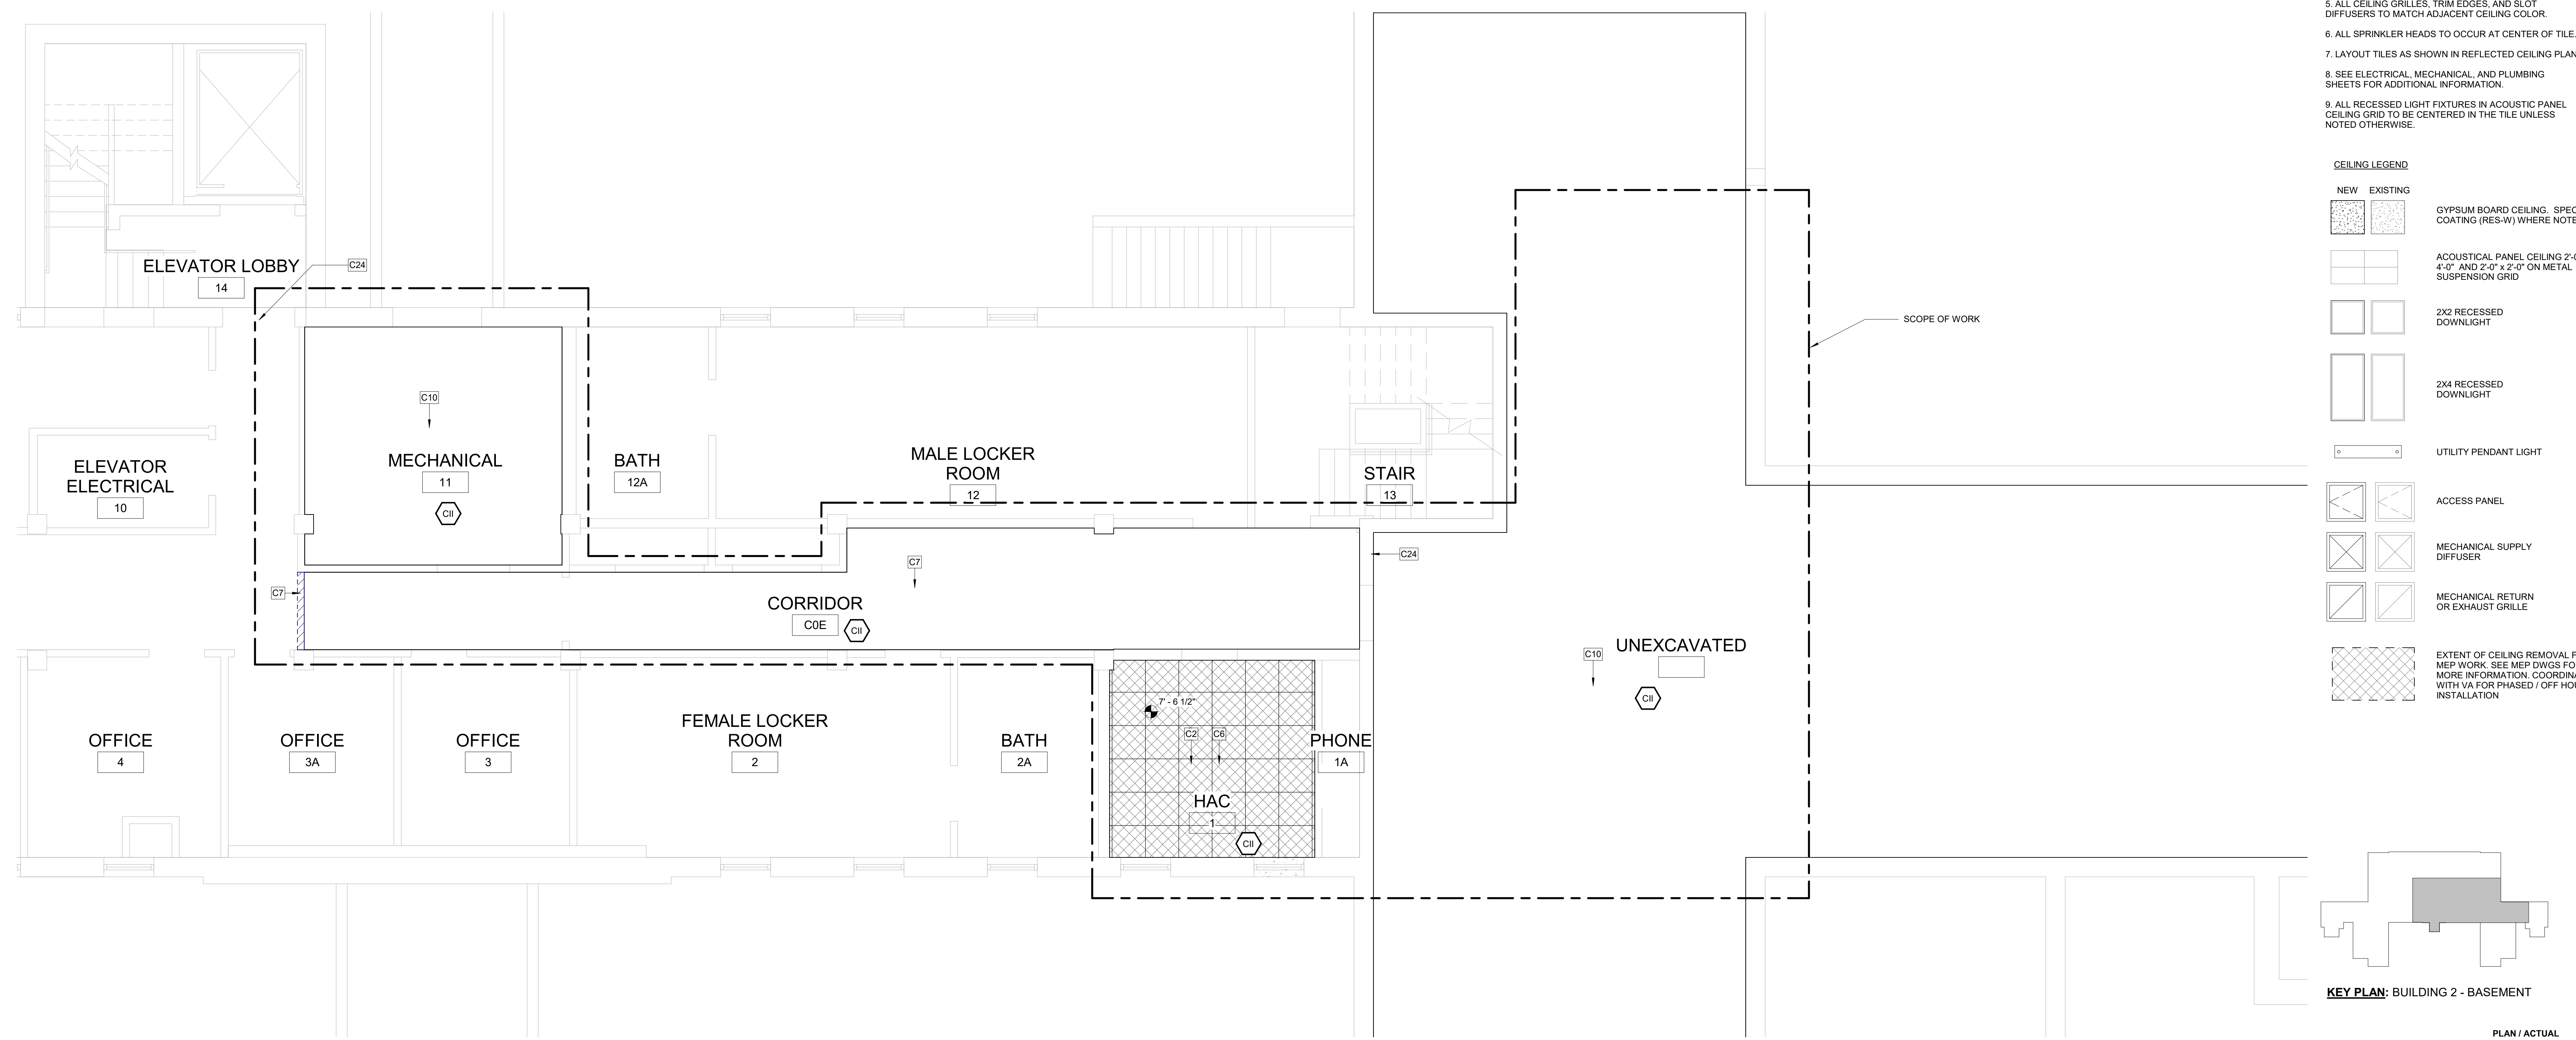 ELEVATOR LOBBY
14
C24
C10
MECHANICAL
11
CII
BATH
12A
MALE LOCKER
ROOM
12
STAIR
13
ELEVATOR
ELECTRICAL
10
SCOPE OF WORK
C7
C7
C24
CORRIDOR
C0E
CII
C10
UNEXCAVATED
CII
OFFICE
4
OFFICE
3A
OFFICE
3
FEMALE LOCKER
ROOM
2
BATH
2A
7' - 6 1/2"
C2
C6
HAC
1
CII
PHONE
1A
5. ALL CEILING GRILLES, TRIM EDGES, AND SLOT
DIFFUSERS TO MATCH ADJACENT CEILING COLOR.
6. ALL SPRINKLER HEADS TO OCCUR AT CENTER OF TILE.
7. LAYOUT TILES AS SHOWN IN REFLECTED CEILING PLAN
8. SEE ELECTRICAL, MECHANICAL, AND PLUMBING
SHEETS FOR ADDITIONAL INFORMATION.
9. ALL RECESSED LIGHT FIXTURES IN ACOUSTIC PANEL
CEILING GRID TO BE CENTERED IN THE TILE UNLESS
NOTED OTHERWISE.
CEILING LEGEND
NEW EXISTING
GYPSUM BOARD CEILING. SPEC
COATING (RES-W) WHERE NOTE
ACOUSTICAL PANEL CEILING 2'-0
4'-0" AND 2'-0" x 2'-0" ON METAL
SUSPENSION GRID
2X2 RECESSED
DOWNLIGHT
2X4 RECESSED
DOWNLIGHT
UTILITY PENDANT LIGHT
ACCESS PANEL
MECHANICAL SUPPLY
DIFFUSER
MECHANICAL RETURN
OR EXHAUST GRILLE
EXTENT OF CEILING REMOVAL F
MEP WORK. SEE MEP DWGS FO
MORE INFORMATION. COORDINA
WITH VA FOR PHASED / OFF HOU
INSTALLATION
KEY PLAN: BUILDING 2 - BASEMENT
PLAN / ACTUAL